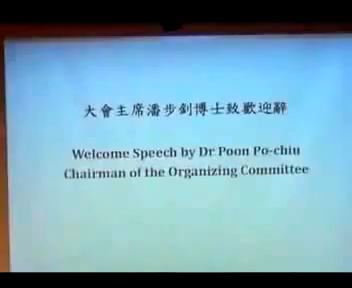 大會主席潘步釗博士致歡迎辭
Welcome Speech by Dr Poon Po-chiu
Chairman of the Organizing Committee